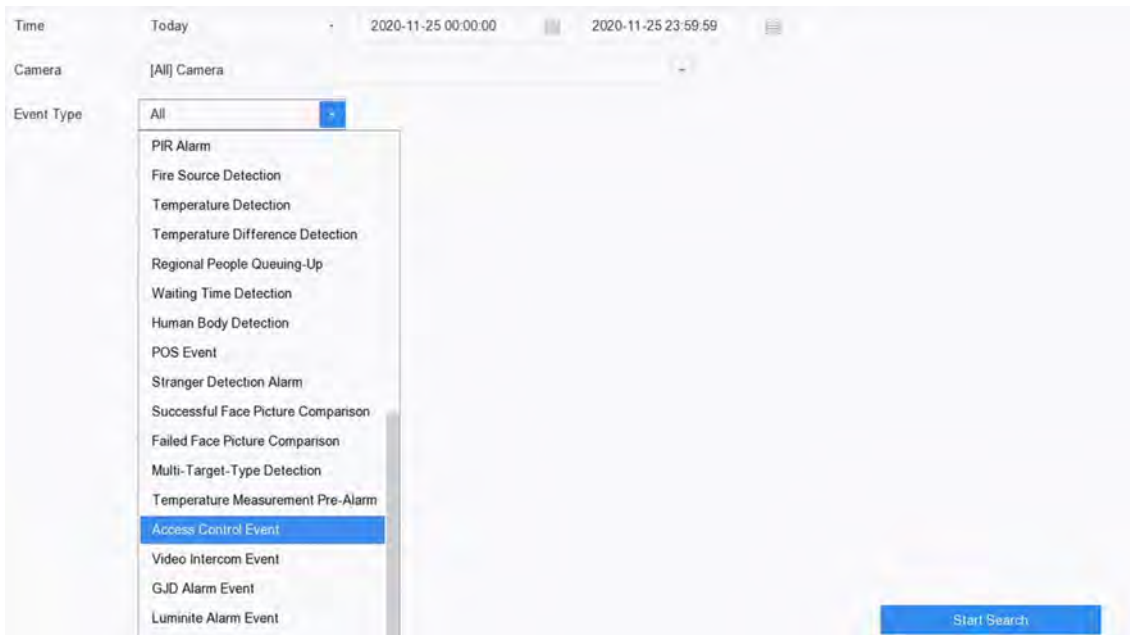 Time Today 2020-11-25 00:00:00 2020-11-25 23:59:59
Camera [All] Camera
Event Type All
PIR Alarm
Fire Source Detection
Temperature Detection
Temperature Difference Detection
Regional People Queuing-Up
Waiting Time Detection
Human Body Detection
POS Event
Stranger Detection Alarm
Successful Face Picture Comparison
Failed Face Picture Comparison
Multi-Target-Type Detection
Temperature Measurement Pre-Alarm
Access Control Event
Video Intercom Event
GJD Alarm Event
Luminite Alarm Event
Start Search